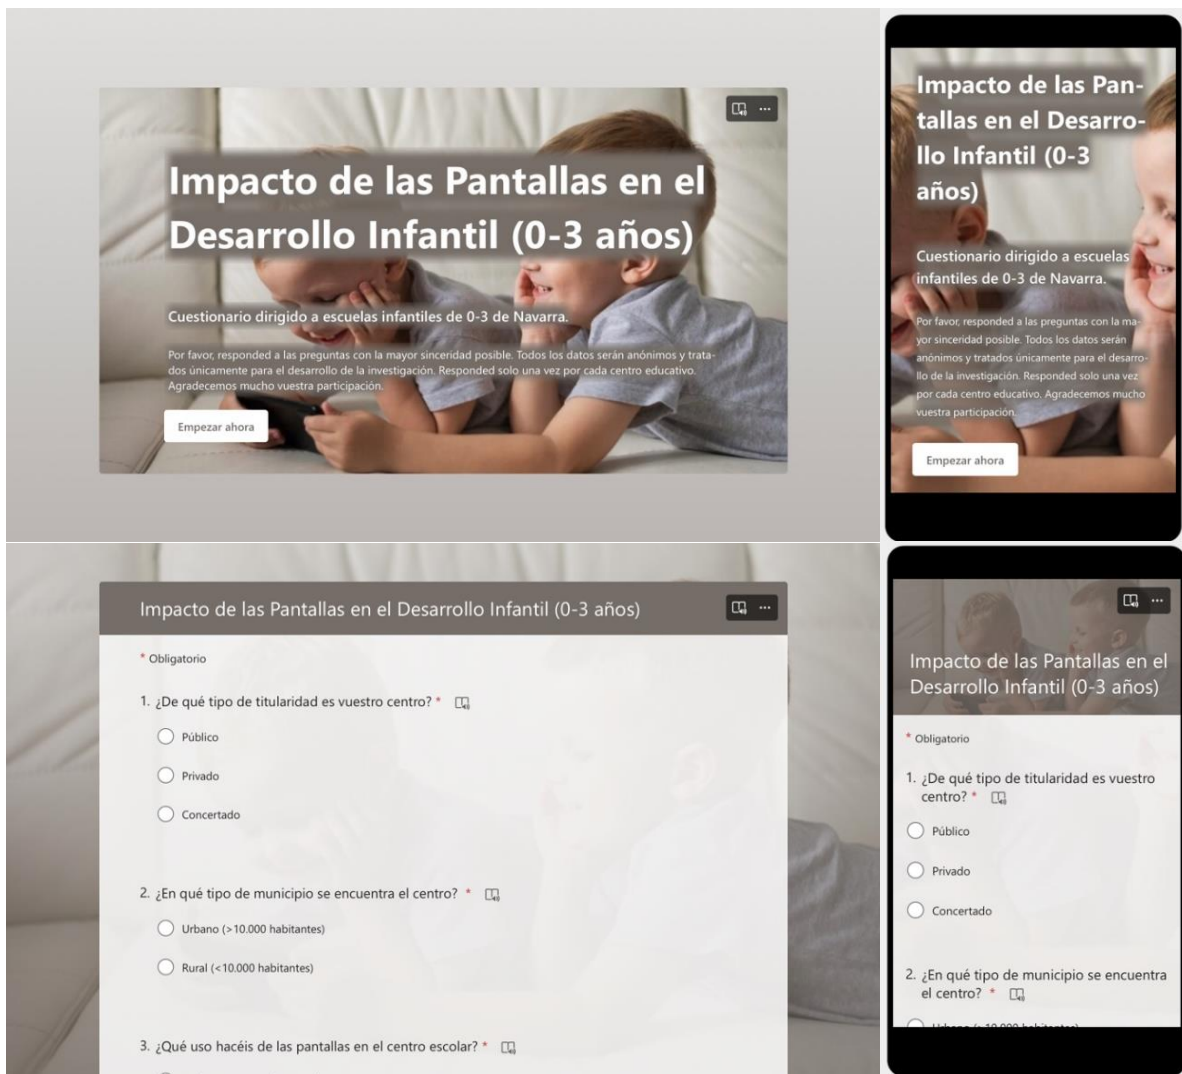 Impacto de las Pantallas en el
Desarrollo Infantil (0-3 años)
Cuestionario dirigido a escuelas infantiles de 0-3 de Navarra.
Por favor, responded a las preguntas con la mayor sinceridad posible. Todos los datos serán anónimos y trata-
dos únicamente para el desarrollo de la investigación. Responded solo una vez por cada centro educativo.
Agradecemos mucho vuestra participación.
Empezar ahora
Impacto de las Pan-
tallas en el Desarro-
llo Infantil (0-3
años)
Cuestionario dirigido a escuelas
infantiles de 0-3 de Navarra.
Por favor, responded a las preguntas con la ma-
yor sinceridad posible. Todos los datos serán
anónimos y tratados únicamente para el desarro-
llo de la investigación. Responded solo una vez
por cada centro educativo. Agradecemos mucho
vuestra participación.
Empezar ahora
Impacto de las Pantallas en el Desarrollo Infantil (0-3 años)
* Obligatorio
1. ¿De qué tipo de titularidad es vuestro centro? *
Público
Privado
Concertado
2. ¿En qué tipo de municipio se encuentra el centro? *
Urbano (>10.000 habitantes)
Rural (<10.000 habitantes)
3. ¿Qué uso hacéis de las pantallas en el centro escolar? *
Impacto de las Pantallas en el
Desarrollo Infantil (0-3 años)
* Obligatorio
1. ¿De qué tipo de titularidad es vuestro
centro? *
Público
Privado
Concertado
2. ¿En qué tipo de municipio se encuentra
el centro? *